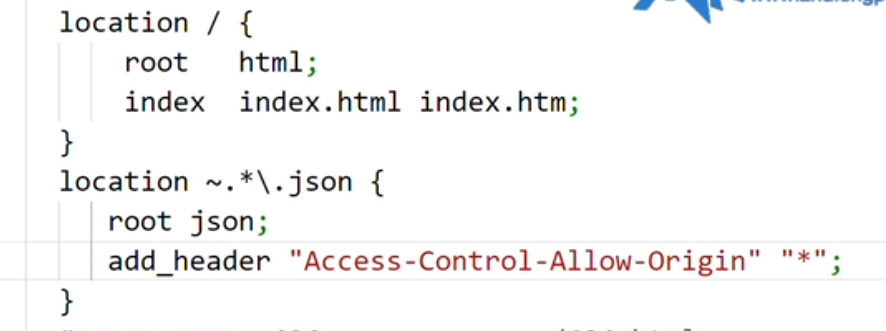 location / {
    root   html;
    index  index.html index.htm;
}
location ~.*\.json {
   root json;
   add_header "Access-Control-Allow-Origin" "*";
}